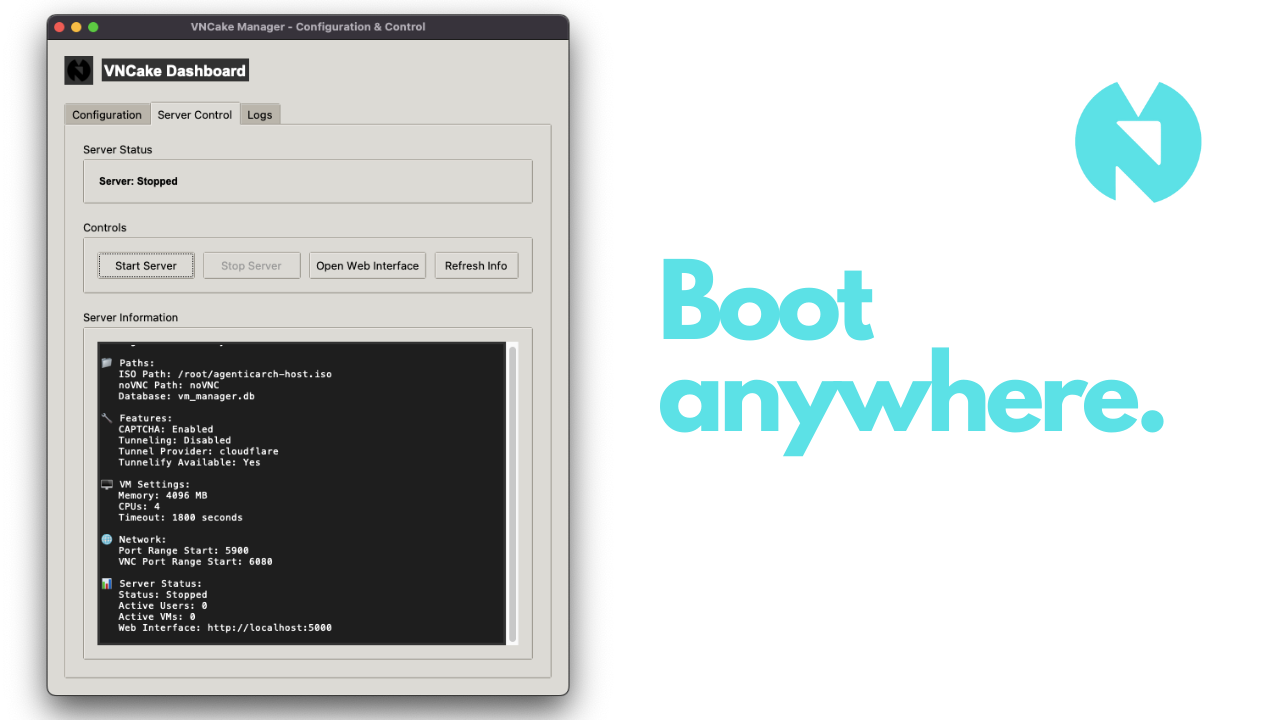 VNCake Manager - Configuration & Control
VNCake Dashboard
Configuration
Server Control
Logs
Server Status
Server: Stopped
Controls
Start Server
Stop Server
Open Web Interface
Refresh Info
Server Information
Paths:
ISO Path: /root/agenticarch-host.iso
noVNC Path: noVNC
Database: vm_manager.db
Features:
CAPTCHA: Enabled
Tunneling: Disabled
Tunnel Provider: cloudflare
Tunnelify Available: Yes
VM Settings:
Memory: 4096 MB
CPUs: 4
Timeout: 1800 seconds
Network:
Port Range Start: 5900
VNC Port Range Start: 6080
Server Status:
Status: Stopped
Active Users: 0
Active VMs: 0
Web Interface: http://localhost:5000
Boot
anywhere.